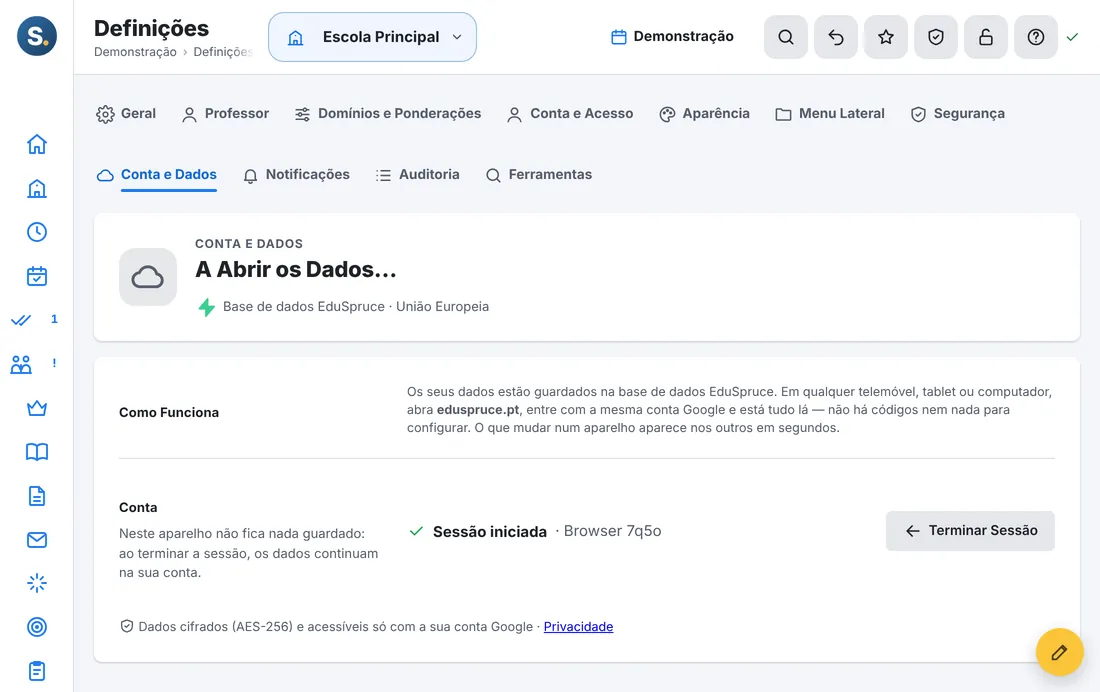 S.
Definições
Demonstração › Definições
Escola Principal
Demonstração
Geral
Professor
Domínios e Ponderações
Conta e Acesso
Aparência
Menu Lateral
Segurança
Conta e Dados
Notificações
Auditoria
Ferramentas
1
!
CONTA E DADOS
A Abrir os Dados...
Base de dados EduSpruce · União Europeia
Como Funciona
Os seus dados estão guardados na base de dados EduSpruce. Em qualquer telemóvel, tablet ou computador,
abra eduspruce.pt, entre com a mesma conta Google e está tudo lá — não há códigos nem nada para
configurar. O que mudar num aparelho aparece nos outros em segundos.
Conta
Neste aparelho não fica nada guardado:
ao terminar a sessão, os dados continuam
na sua conta.
Sessão iniciada · Browser 7q5o
Terminar Sessão
Dados cifrados (AES-256) e acessíveis só com a sua conta Google · Privacidade